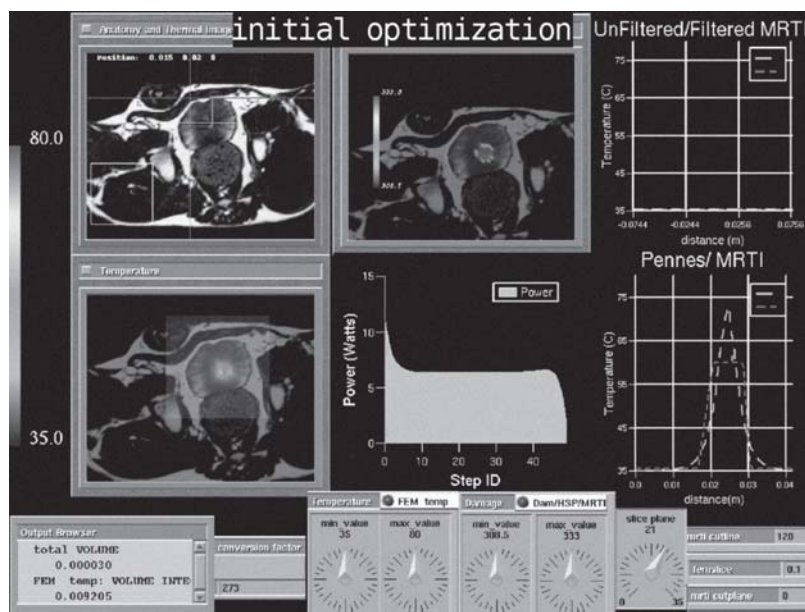 initial optimization
Anatomy and Thermal Image
Position: 0.015 0.02 0
80.0
35.0
333.0
308.5
UnFiltered/Filtered MRTI
75
65
55
45
35
Temperature (C)
-0.0744
-0.0244
0.0256
0.0756
distance (m)
Temperature
15
10
5
0
Power (Watts)
Power
0
10
20
30
40
Step ID
Pennes/ MRTI
75
65
55
45
35
Temperature (C)
0
0.01
0.02
0.03
0.04
distance(m)
Temperature
FEM temp
Damage
Dam/HSP/MRTI
min_value
35
max_value
80
min_value
308.5
max_value
333
slice plane
21
0
35
Output Browser
total VOLUME
0.000030
FEM temp: VOLUME INTE
0.009205
conversion factor
273
mrti cutline
120
0.1
mrti cutplane
0